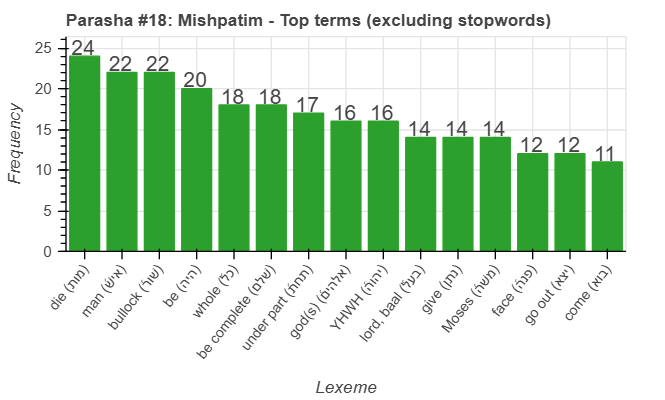 Parasha #18: Mishpatim - Top terms (excluding stopwords)
Frequency
25
20
15
10
5
0
24
22
22
20
18
18
17
16
16
14
14
14
12
12
11
die (מות)
man (אישׁ)
bullock (שׁור)
be (היה)
whole (כל)
be complete (שׁלם)
under part (תחת)
god(s) (אלהים)
YHWH (יהוה)
lord, baal (בעל)
give (נתן)
Moses (משׁה)
face (פנה)
go out (יצא)
come (בוא)
Lexeme